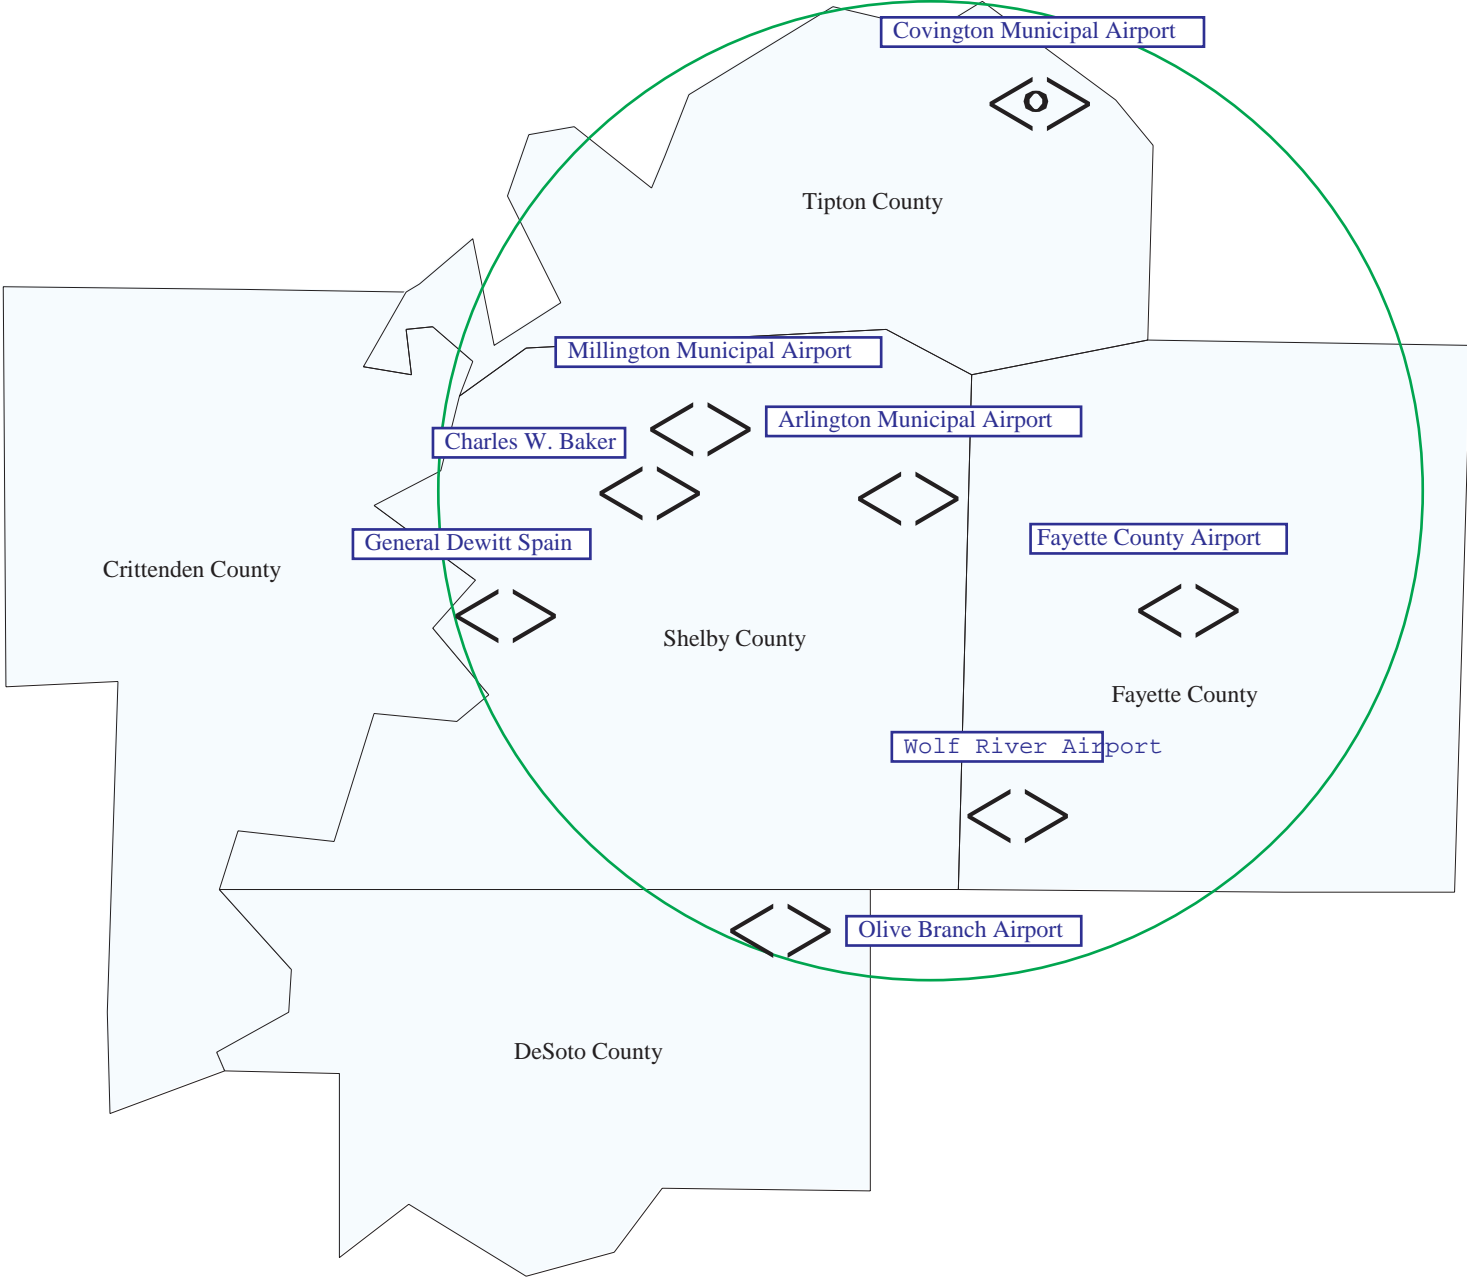 Covington Municipal Airport
Tipton County
Millington Municipal Airport
Arlington Municipal Airport
Charles W. Baker
Fayette County Airport
General Dewitt Spain
Crittenden County
Shelby County
Fayette County
Wolf River Airport
Olive Branch Airport
DeSoto County